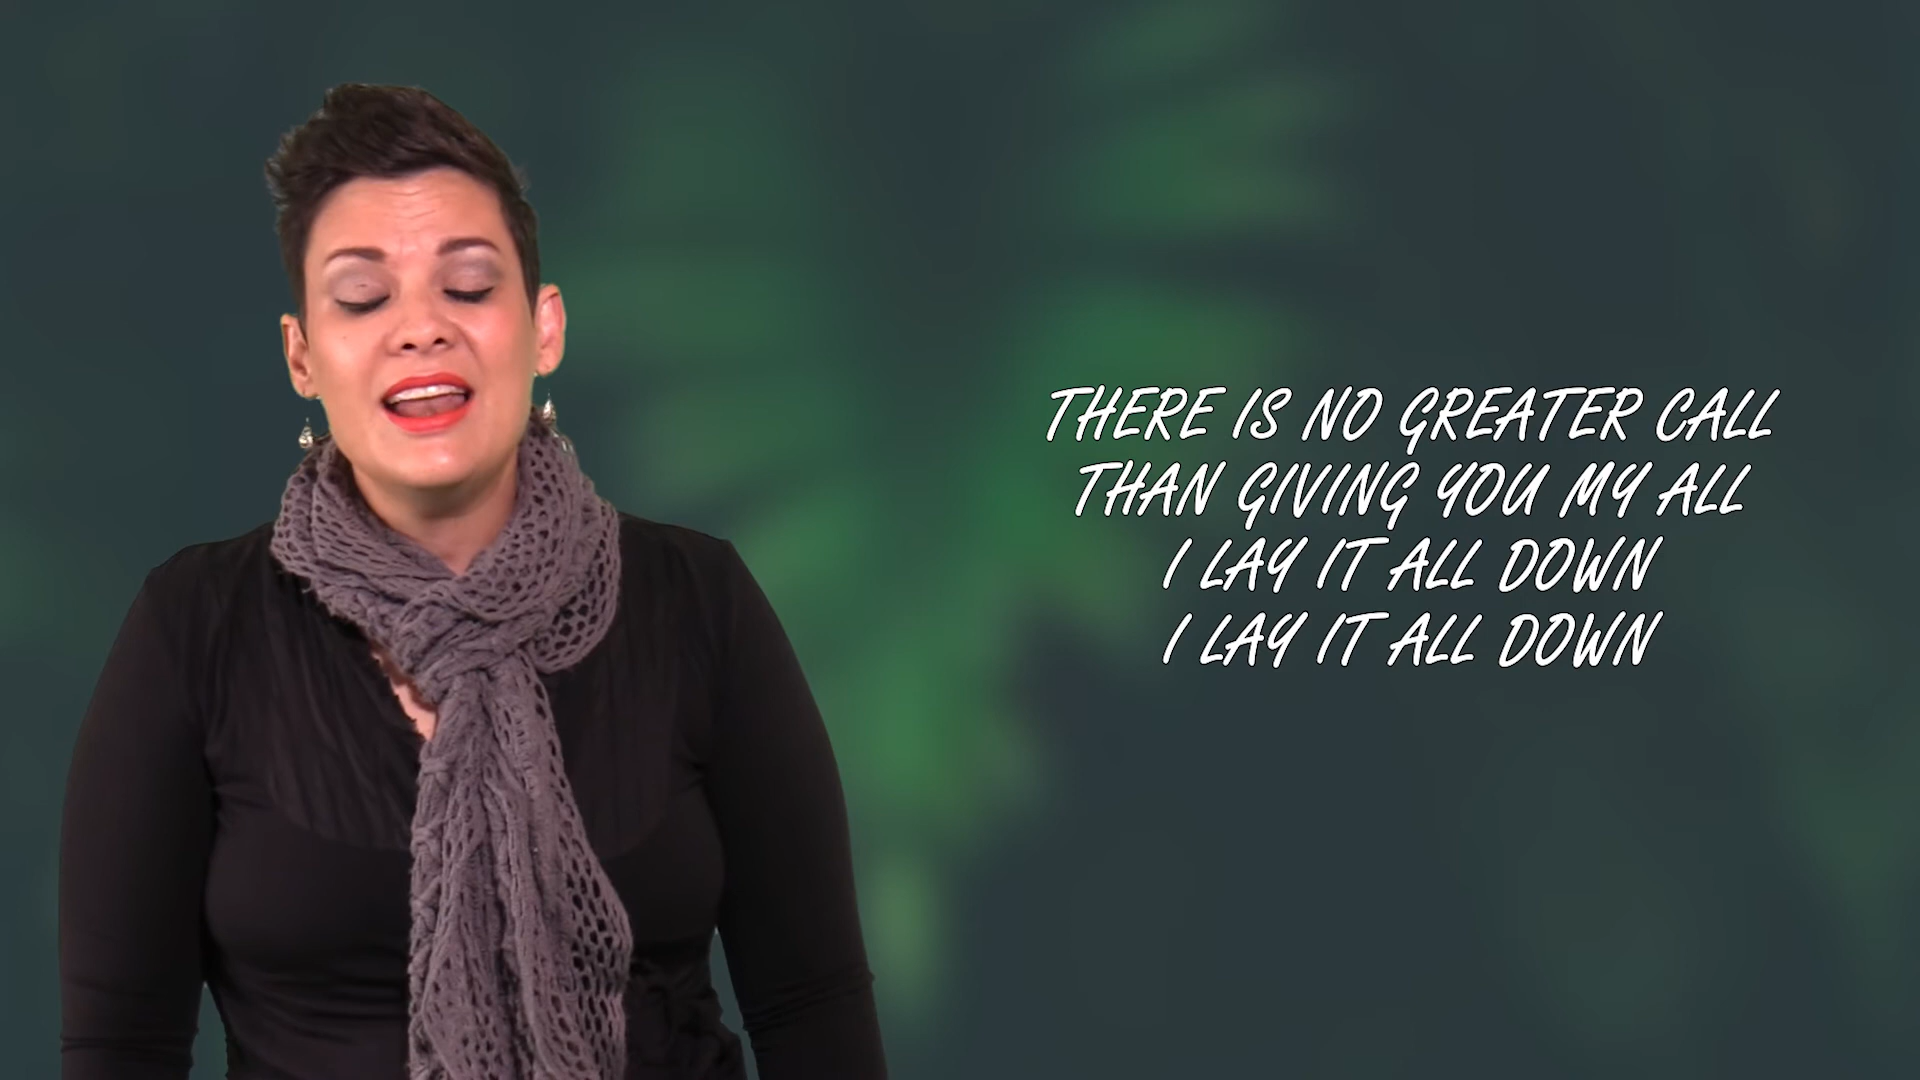 THERE IS NO GREATER CALL
THAN GIVING YOU MY ALL
I LAY IT ALL DOWN
I LAY IT ALL DOWN